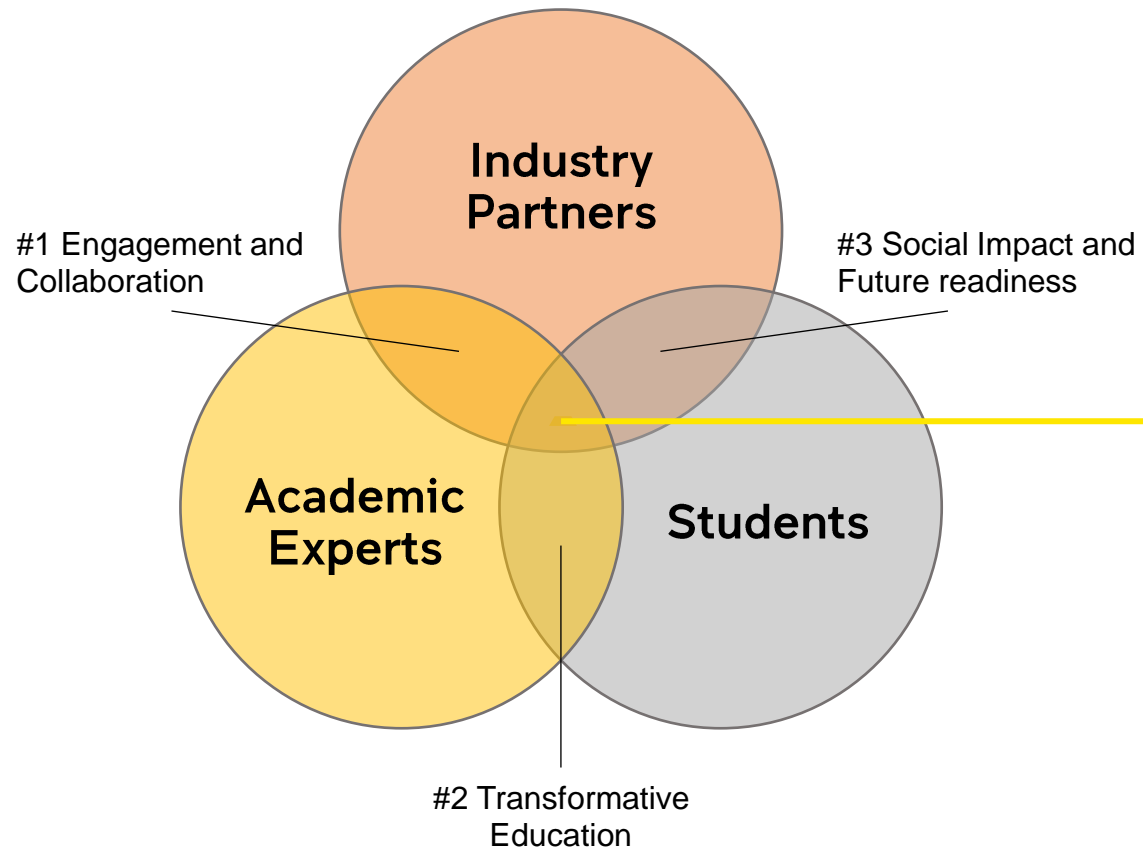 Industry
Partners
#1 Engagement and
Collaboration
#3 Social Impact and
Future readiness
Academic
Experts
Students
#2 Transformative
Education